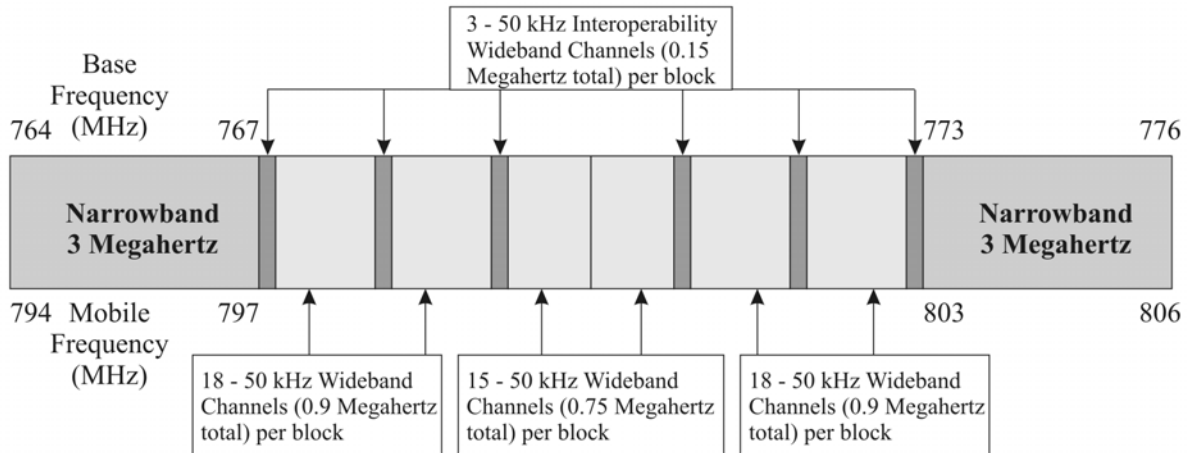 3 - 50 kHz Interoperability
Wideband Channels (0.15
Megahertz total) per block
Base
Frequency
(MHz)
764
767
773
776
Narrowband
3 Megahertz
Narrowband
3 Megahertz
794
797
803
806
Mobile
Frequency
(MHz)
18 - 50 kHz Wideband
Channels (0.9 Megahertz
total) per block
15 - 50 kHz Wideband
Channels (0.75 Megahertz
total) per block
18 - 50 kHz Wideband
Channels (0.9 Megahertz
total) per block